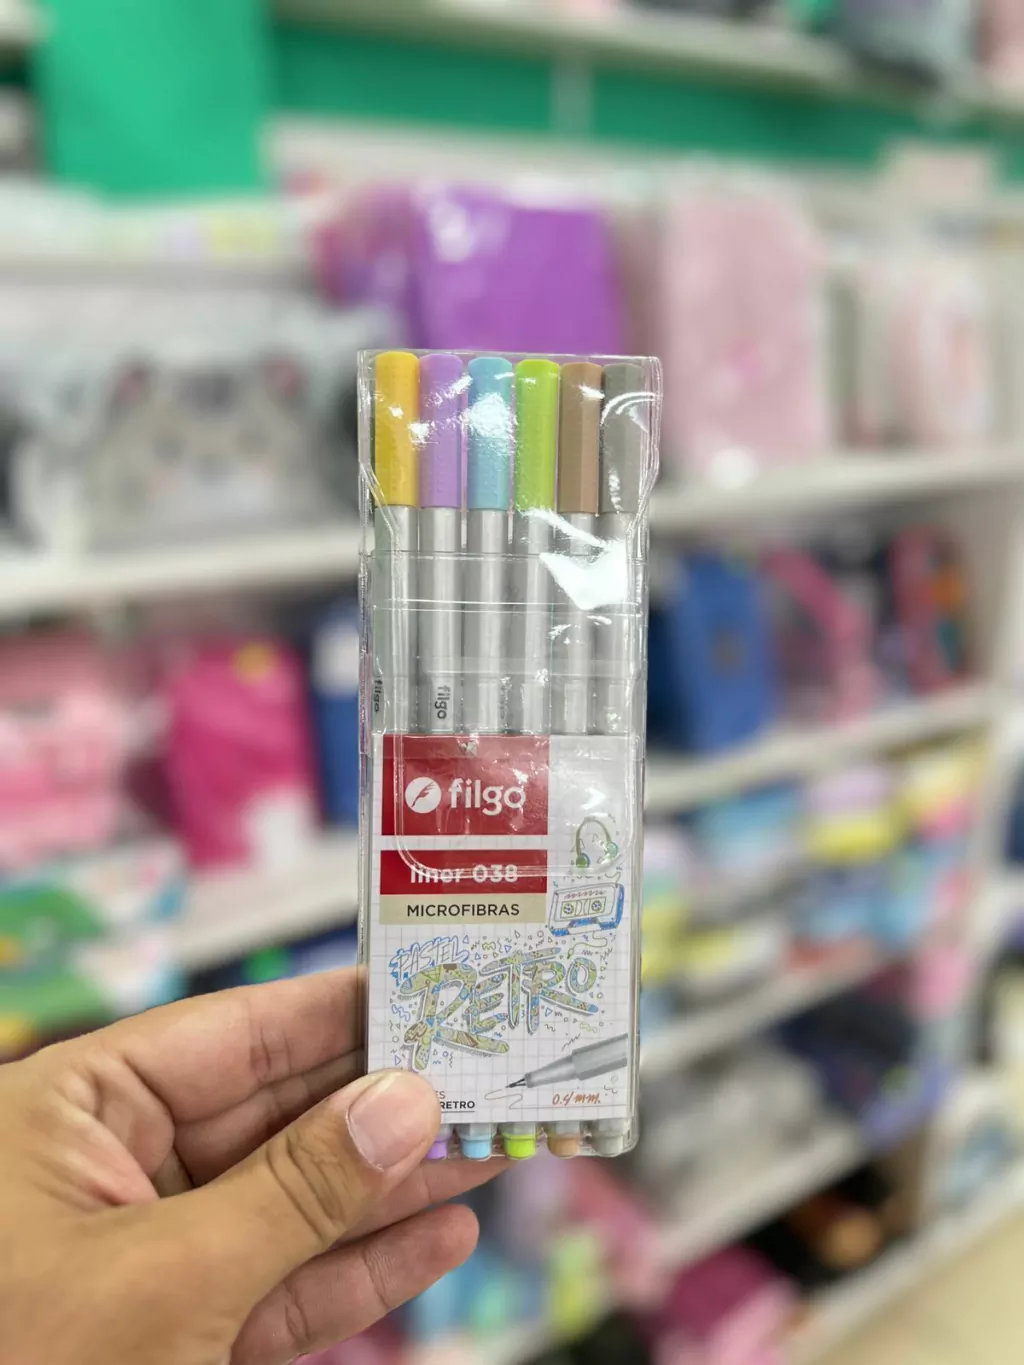 filgo
filgo
filgo
liner 038
MICROFIBRAS
PASTEL
RETRO
RETRO
0.4 mm.